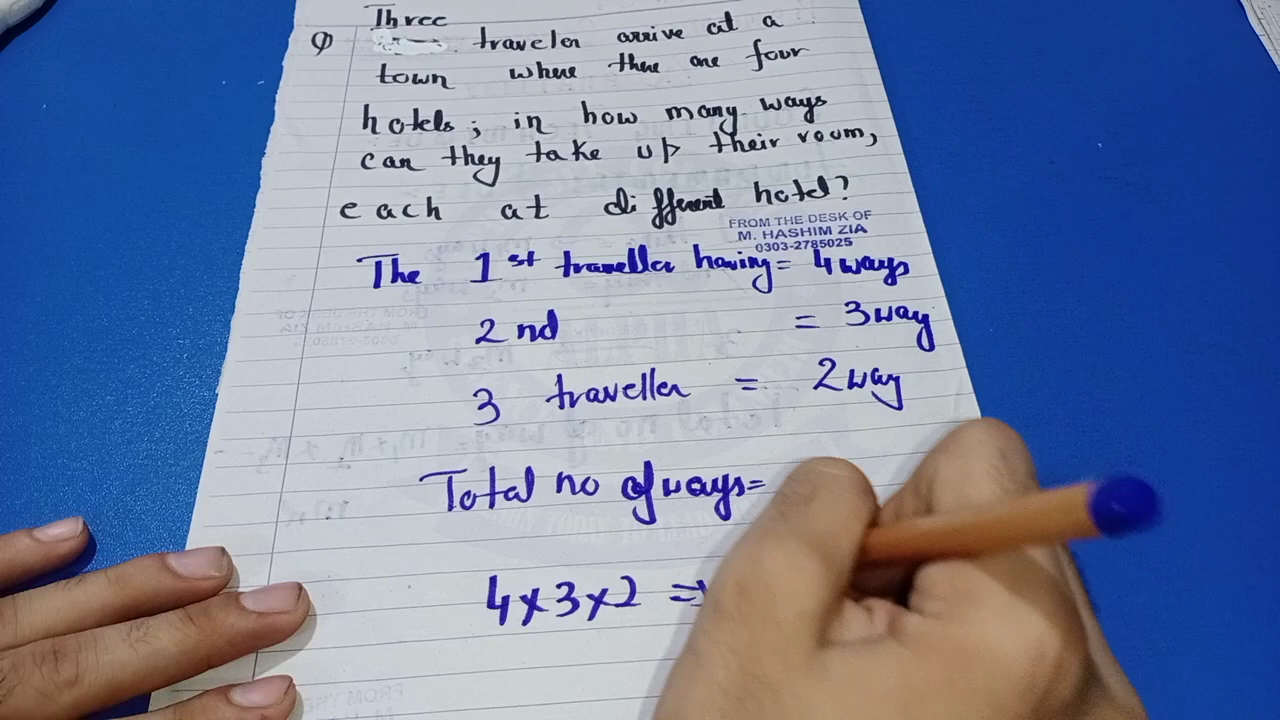 Three
Q traveler arrive at a
town where there are four
hotels; in how many ways
can they take up their room,
each at different hotel?
FROM THE DESK OF
M. HASHIM ZIA
0303-2785025
The 1st traveller having= 4 ways
2 nd = 3 way
3 traveller = 2 way
Total no of ways=
4x3x2 =>